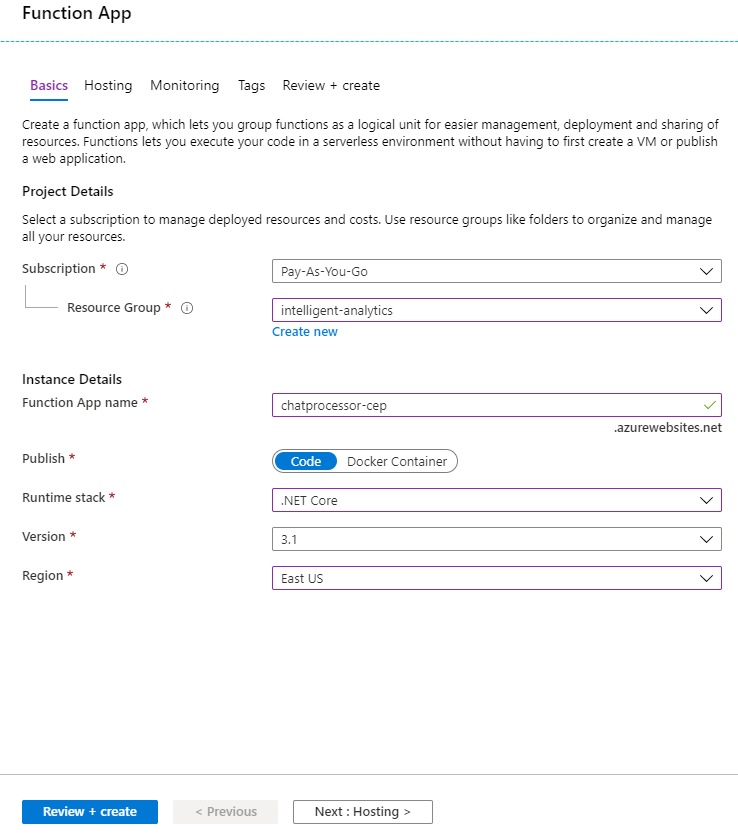 Function App
Basics Hosting Monitoring Tags Review + create
Create a function app, which lets you group functions as a logical unit for easier management, deployment and sharing of
resources. Functions lets you execute your code in a serverless environment without having to first create a VM or publish
a web application.
Project Details
Select a subscription to manage deployed resources and costs. Use resource groups like folders to organize and manage
all your resources.
Subscription * Pay-As-You-Go
Resource Group * intelligent-analytics
Create new
Instance Details
Function App name * chatprocessor-cep
.azurewebsites.net
Publish * Code Docker Container
Runtime stack * .NET Core
Version * 3.1
Region * East US
Review + create < Previous Next : Hosting >